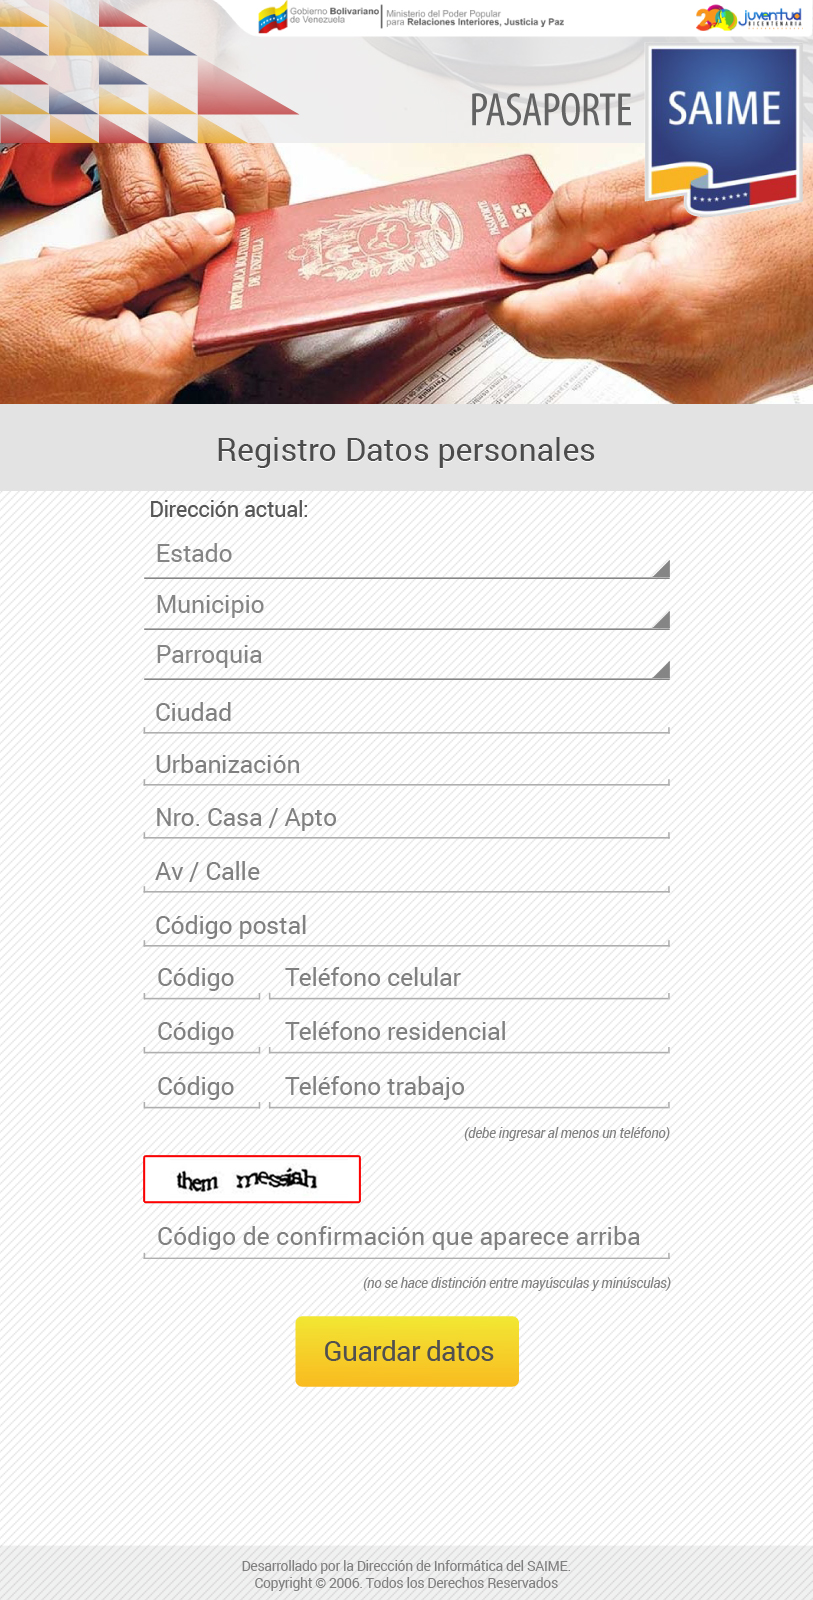 Gobierno Bolivariano de Venezuela
Ministerio del Poder Popular
para Relaciones Interiores, Justicia y Paz
200 juventud
BICENTENARIA
PASAPORTE
SAIME
REPÚBLICA BOLIVARIANA
DE VENEZUELA
PASAPORTE
PASSPORT
Registro Datos personales
Dirección actual:
Estado
Municipio
Parroquia
Ciudad
Urbanización
Nro. Casa / Apto
Av / Calle
Código postal
Código Teléfono celular
Código Teléfono residencial
Código Teléfono trabajo
(debe ingresar al menos un teléfono)
them messiah
Código de confirmación que aparece arriba
(no se hace distinción entre mayúsculas y minúsculas)
Guardar datos
Desarrollado por la Dirección de Informática del SAIME.
Copyright © 2006. Todos los Derechos Reservados